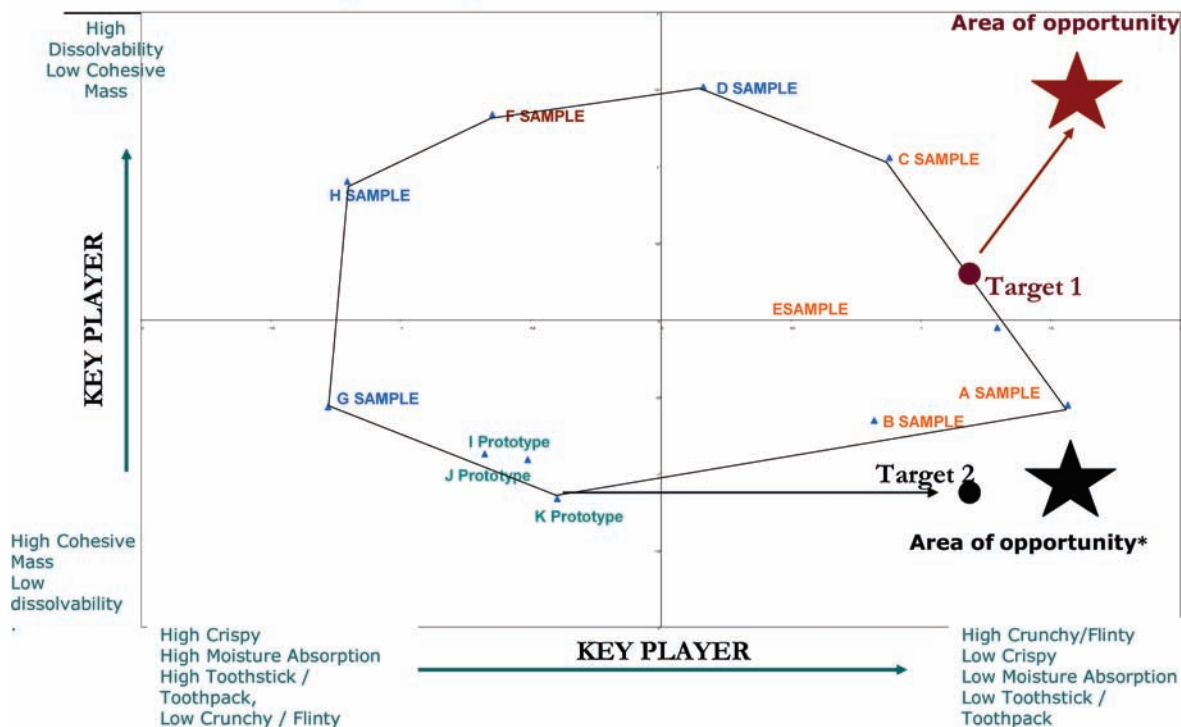 High
Dissolvability
Low Cohesive
Mass
Area of opportunity
D SAMPLE
F SAMPLE
C SAMPLE
H SAMPLE
KEY PLAYER
Target 1
ESAMPLE
G SAMPLE
A SAMPLE
B SAMPLE
I Prototype
J Prototype
Target 2
K Prototype
High Cohesive
Mass
Low
dissolvability
.
Area of opportunity*
High Crispy
High Moisture Absorption
High Toothstick /
Toothpack,
Low Crunchy / Flinty
KEY PLAYER
High Crunchy/Flinty
Low Crispy
Low Moisture Absorption
Low Toothstick /
Toothpack